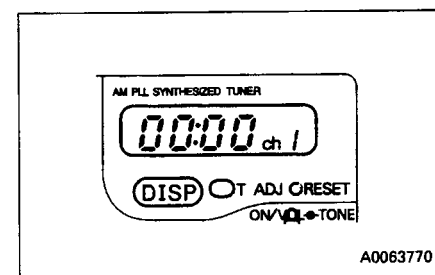 AM PLL SYNTHESIZED TUNER
00:00 ch 1
DISP T ADJ RESET
ON/VOL TONE
A0063770